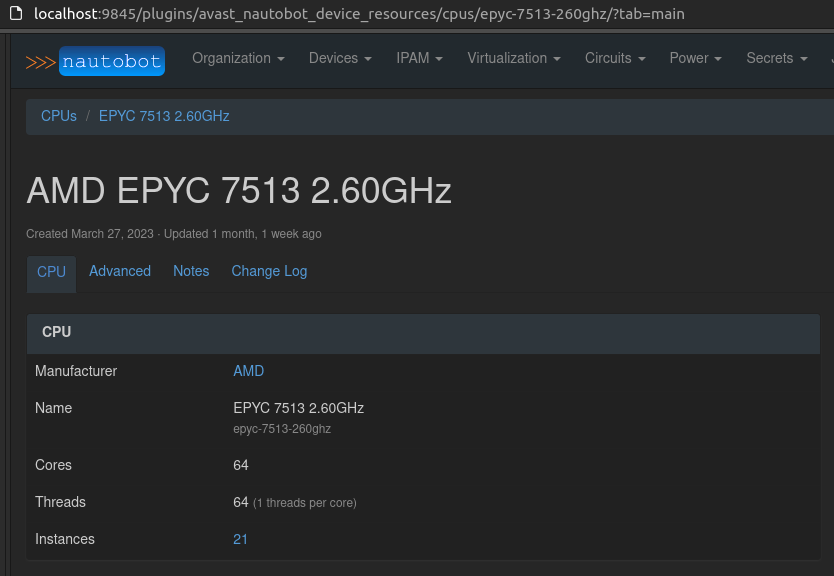 localhost:9845/plugins/avast_nautobot_device_resources/cpus/epyc-7513-260ghz/?tab=main
>>> nautobot Organization Devices IPAM Virtualization Circuits Power Secrets
CPUs / EPYC 7513 2.60GHz
AMD EPYC 7513 2.60GHz
Created March 27, 2023 · Updated 1 month, 1 week ago
CPU Advanced Notes Change Log
CPU
Manufacturer AMD
Name EPYC 7513 2.60GHz
epyc-7513-260ghz
Cores 64
Threads 64 (1 threads per core)
Instances 21